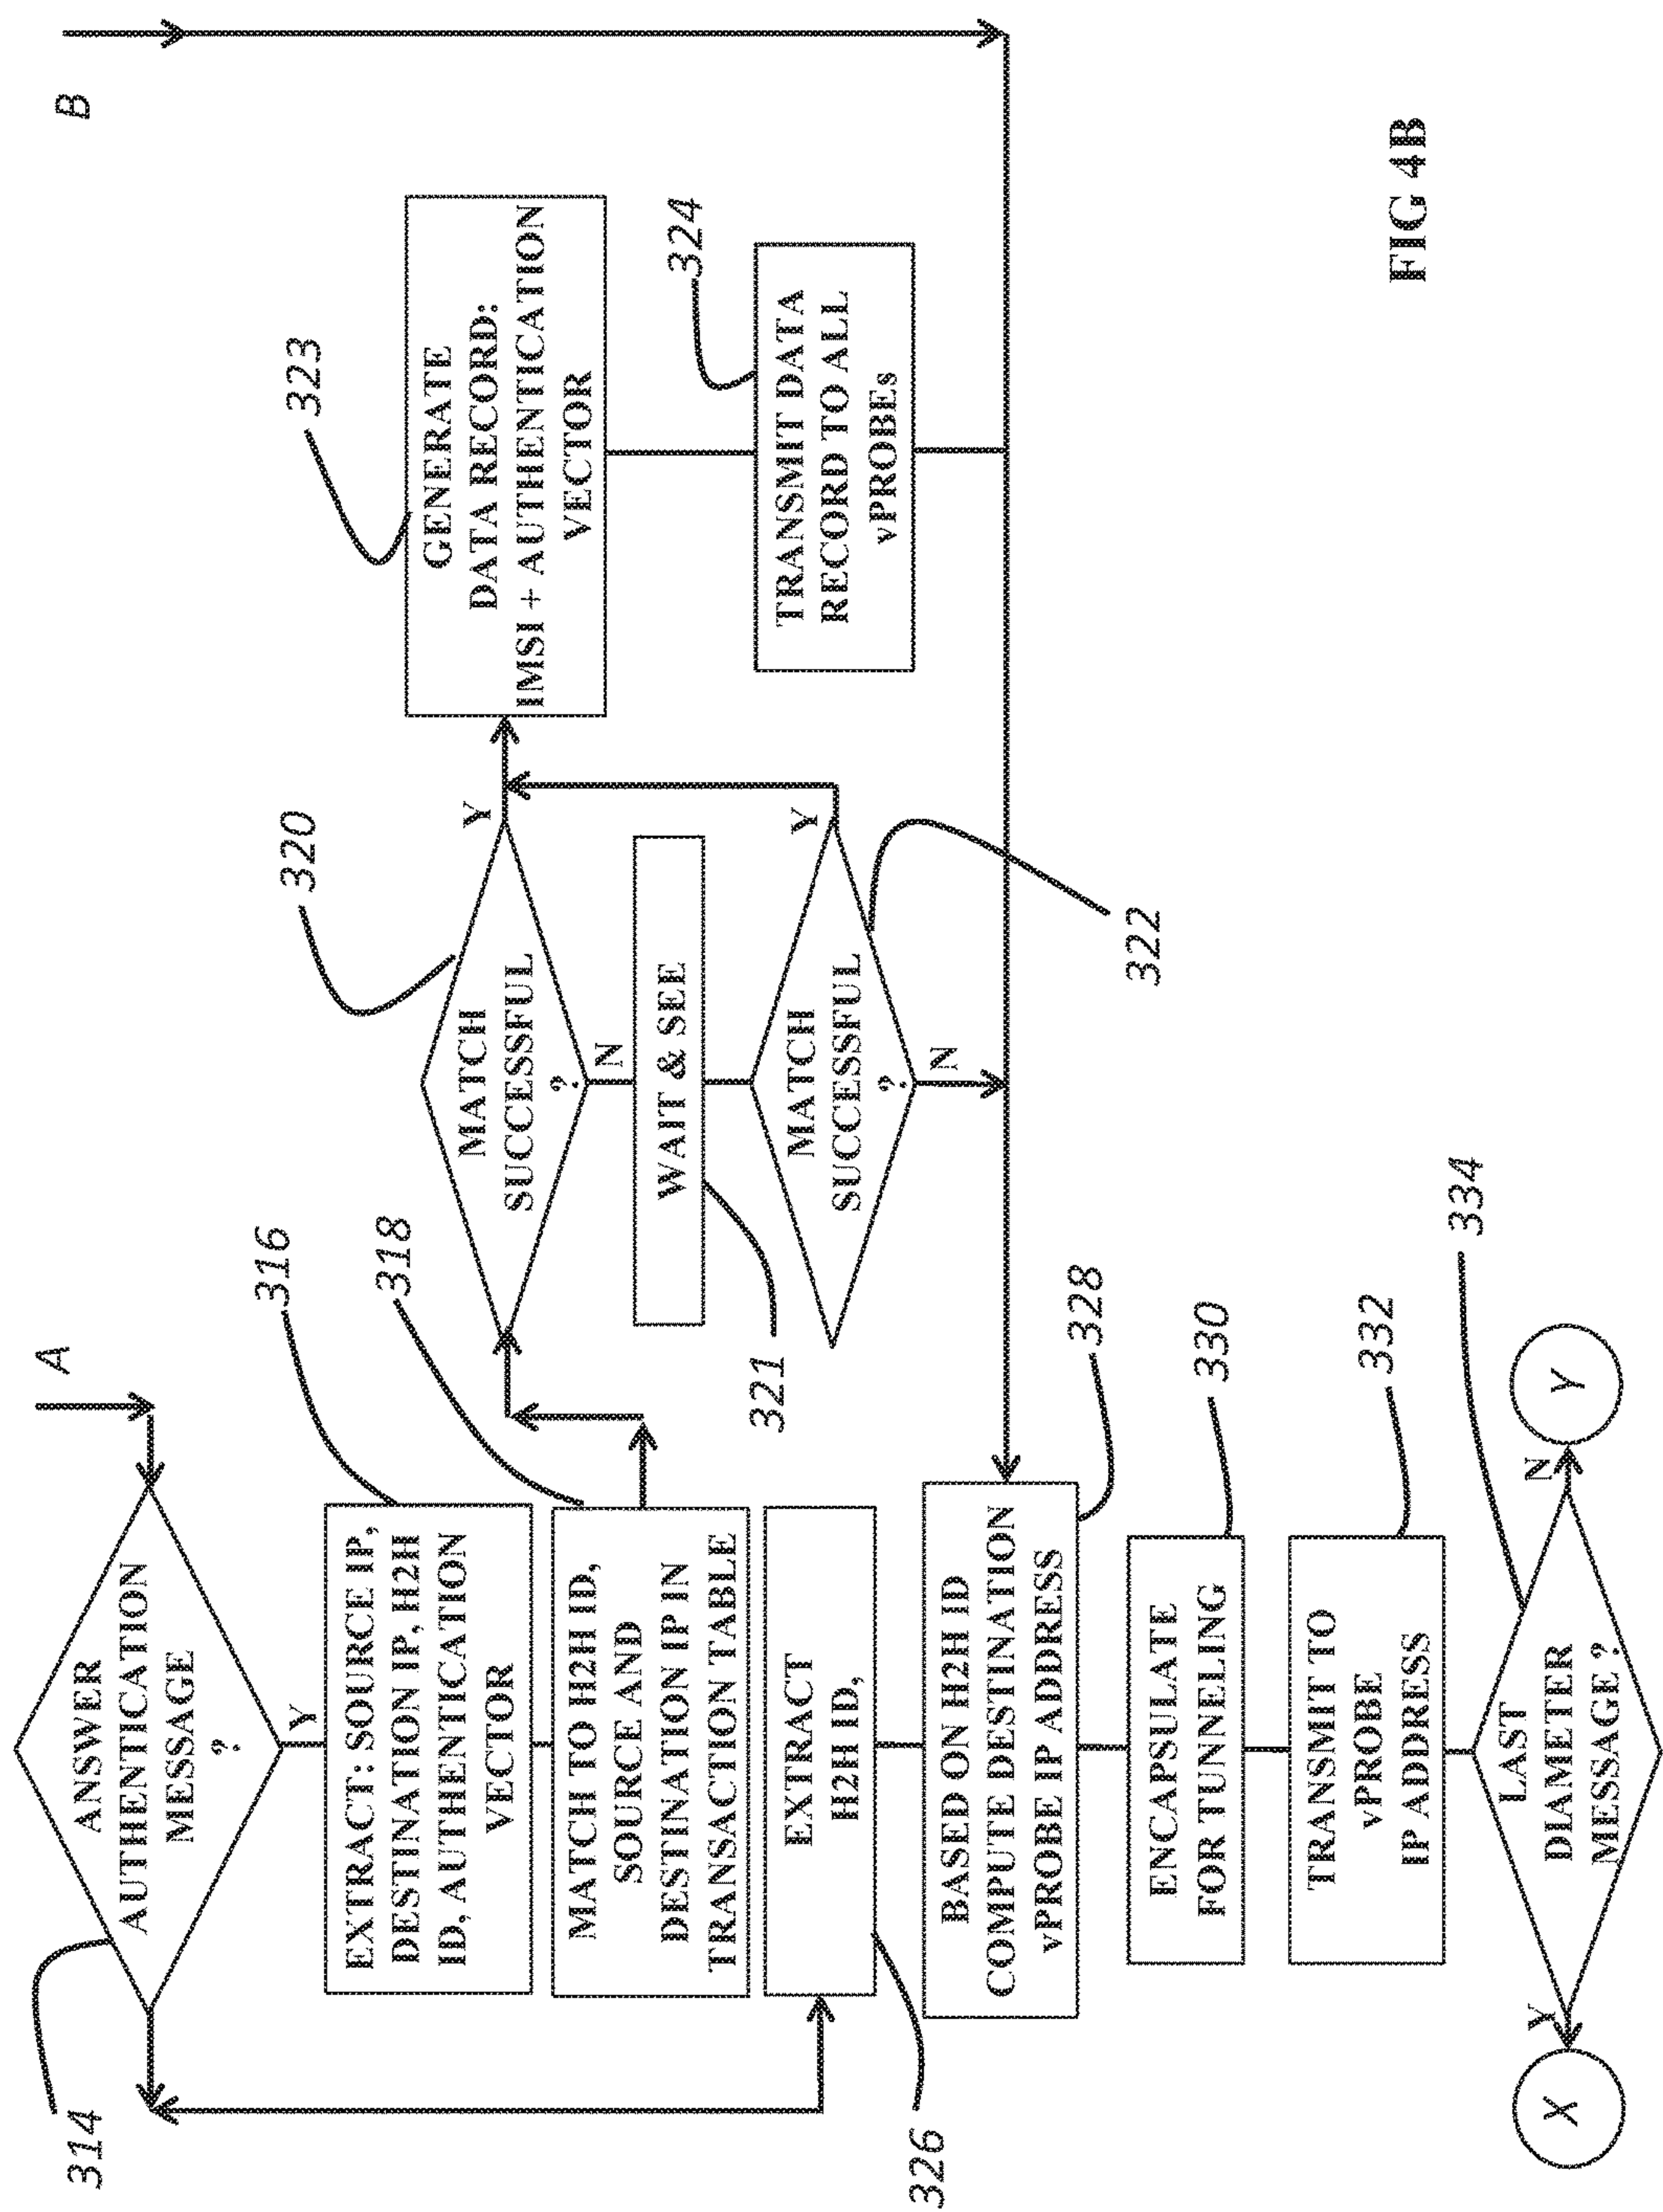 A
B
314
ANSWER
AUTHENTICATION
MESSAGE
?
Y
316
EXTRACT: SOURCE IP,
DESTINATION IP, H2H
ID, AUTHENTICATION
VECTOR
318
MATCH TO H2H ID,
SOURCE AND
DESTINATION IP IN
TRANSACTION TABLE
320
MATCH
SUCCESSFUL
?
Y
N
321
WAIT & SEE
322
MATCH
SUCCESSFUL
?
Y
N
323
GENERATE
DATA RECORD:
IMSI + AUTHENTICATION
VECTOR
324
TRANSMIT DATA
RECORD TO ALL
vPROBEs
326
EXTRACT
H2H ID,
328
BASED ON H2H ID
COMPUTE DESTINATION
vPROBE IP ADDRESS
330
ENCAPSULATE
FOR TUNNELING
332
TRANSMIT TO
vPROBE
IP ADDRESS
334
LAST
DIAMETER
MESSAGE ?
Y
N
X
Y
FIG 4B